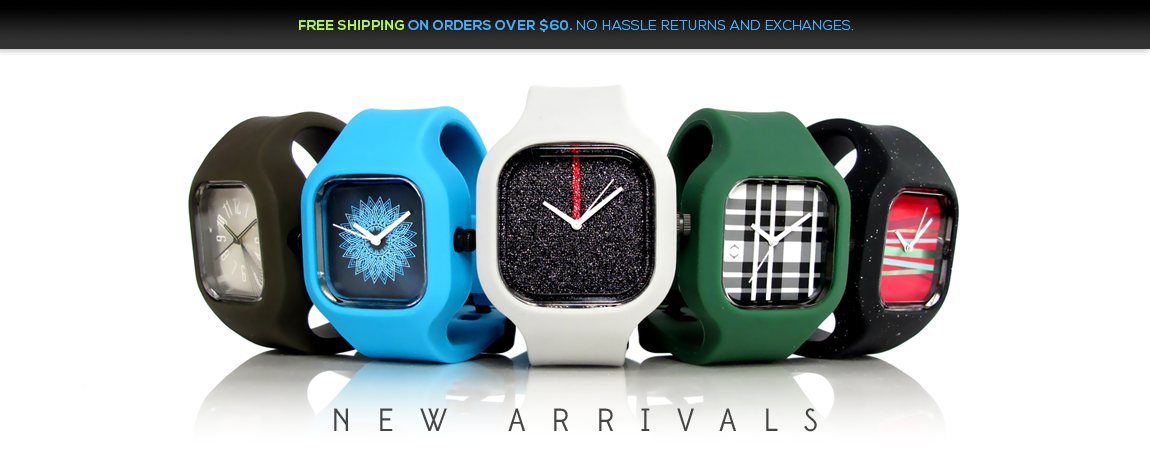 FREE SHIPPING ON ORDERS OVER $60. NO HASSLE RETURNS AND EXCHANGES.
NEW ARRIVALS